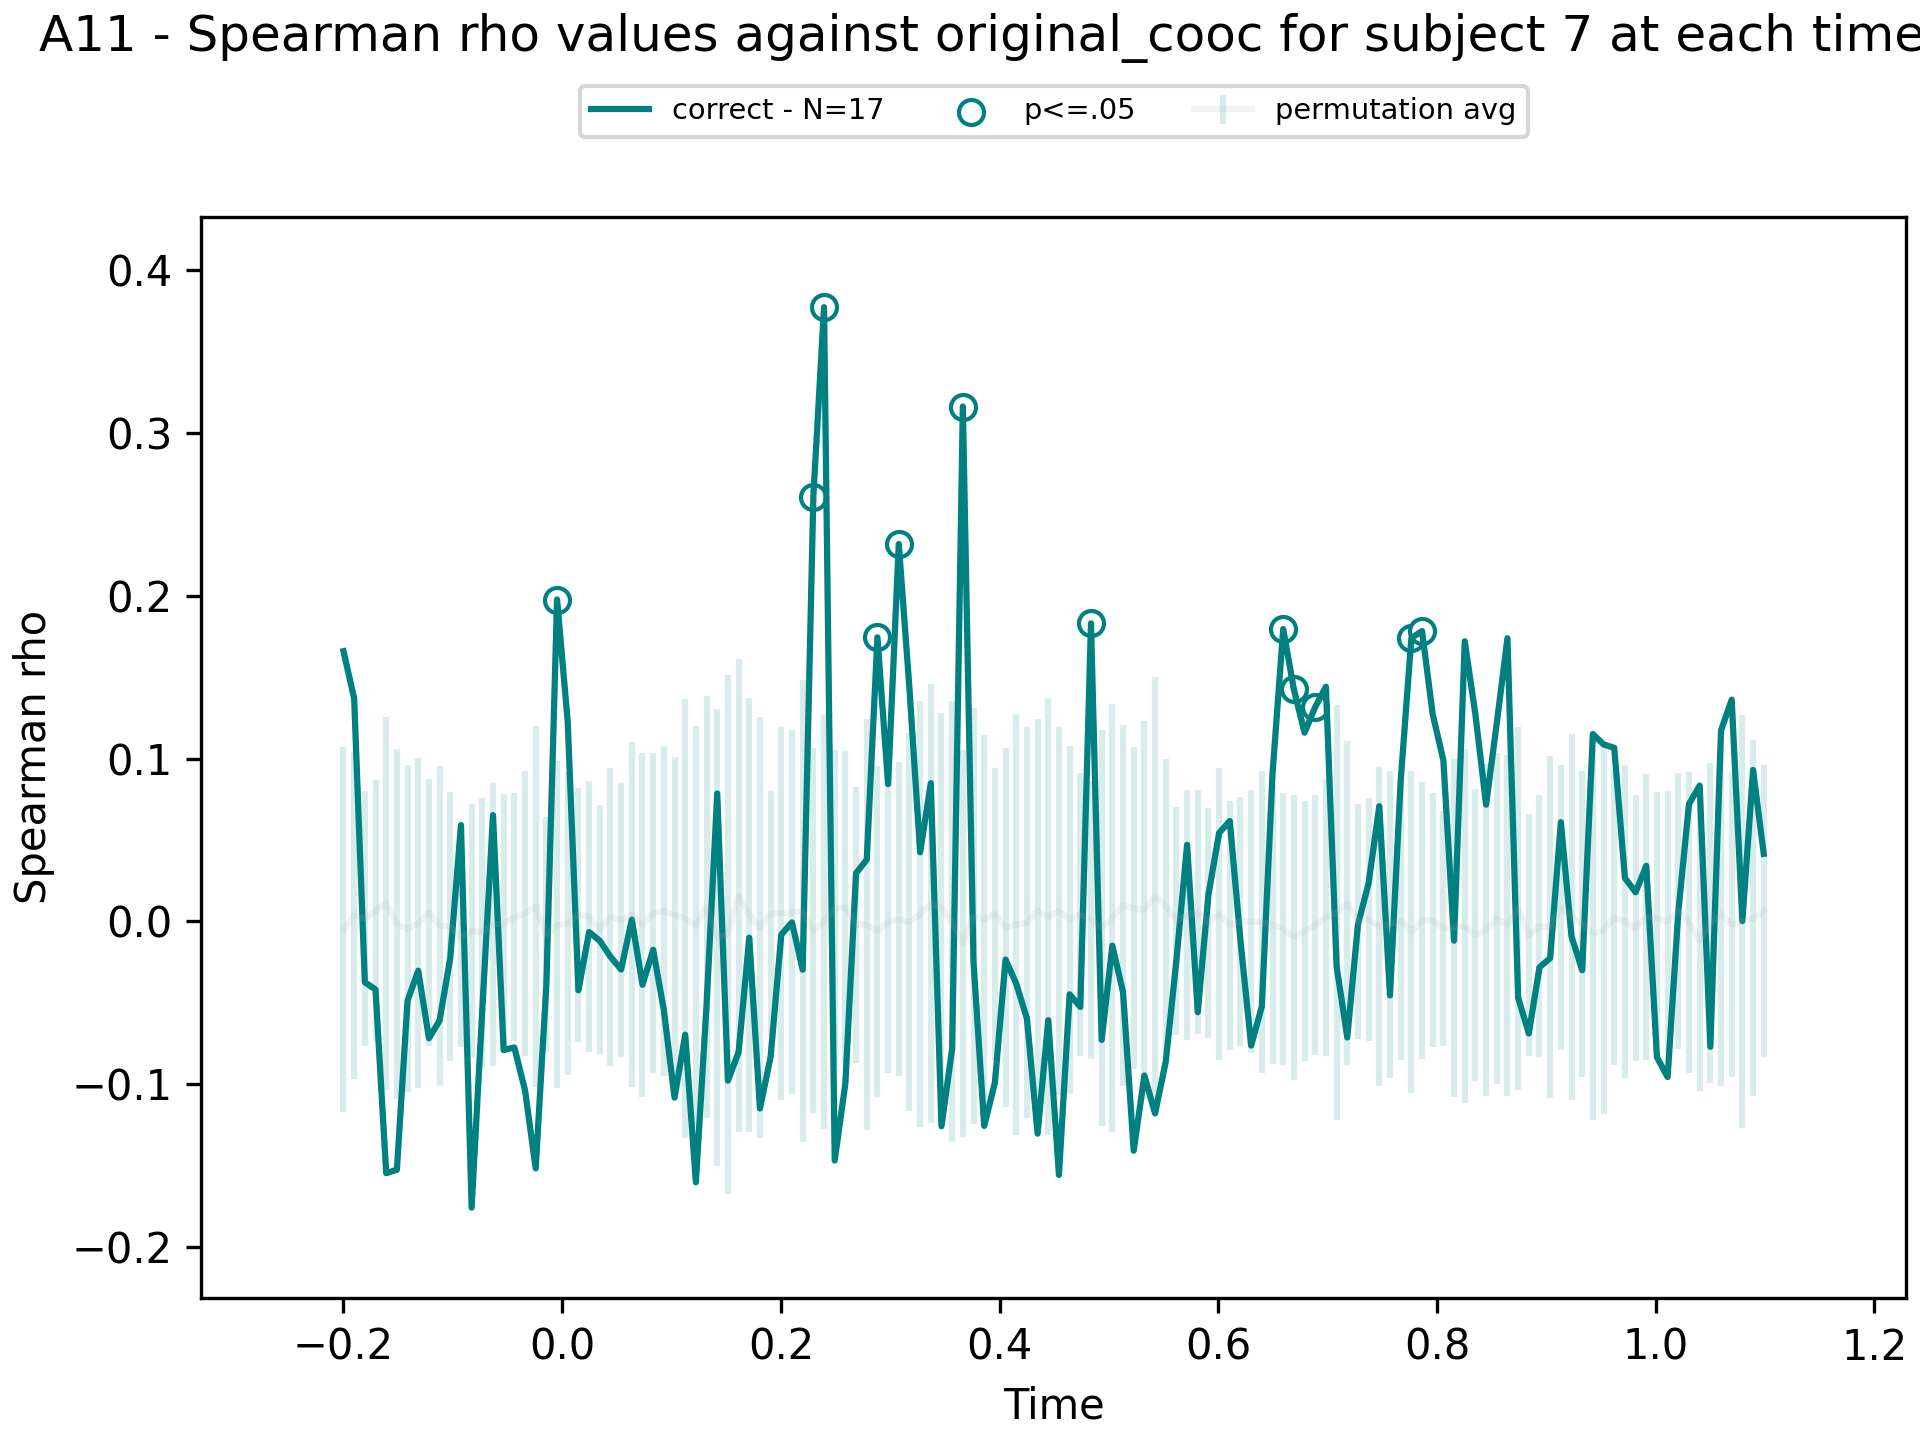 A11 - Spearman rho values against original_cooc for subject 7 at each time
correct - N=17 p<=.05 permutation avg
0.4
0.3
0.2
0.1
0.0
−0.1
−0.2
Spearman rho
−0.2 0.0 0.2 0.4 0.6 0.8 1.0 1.2
Time